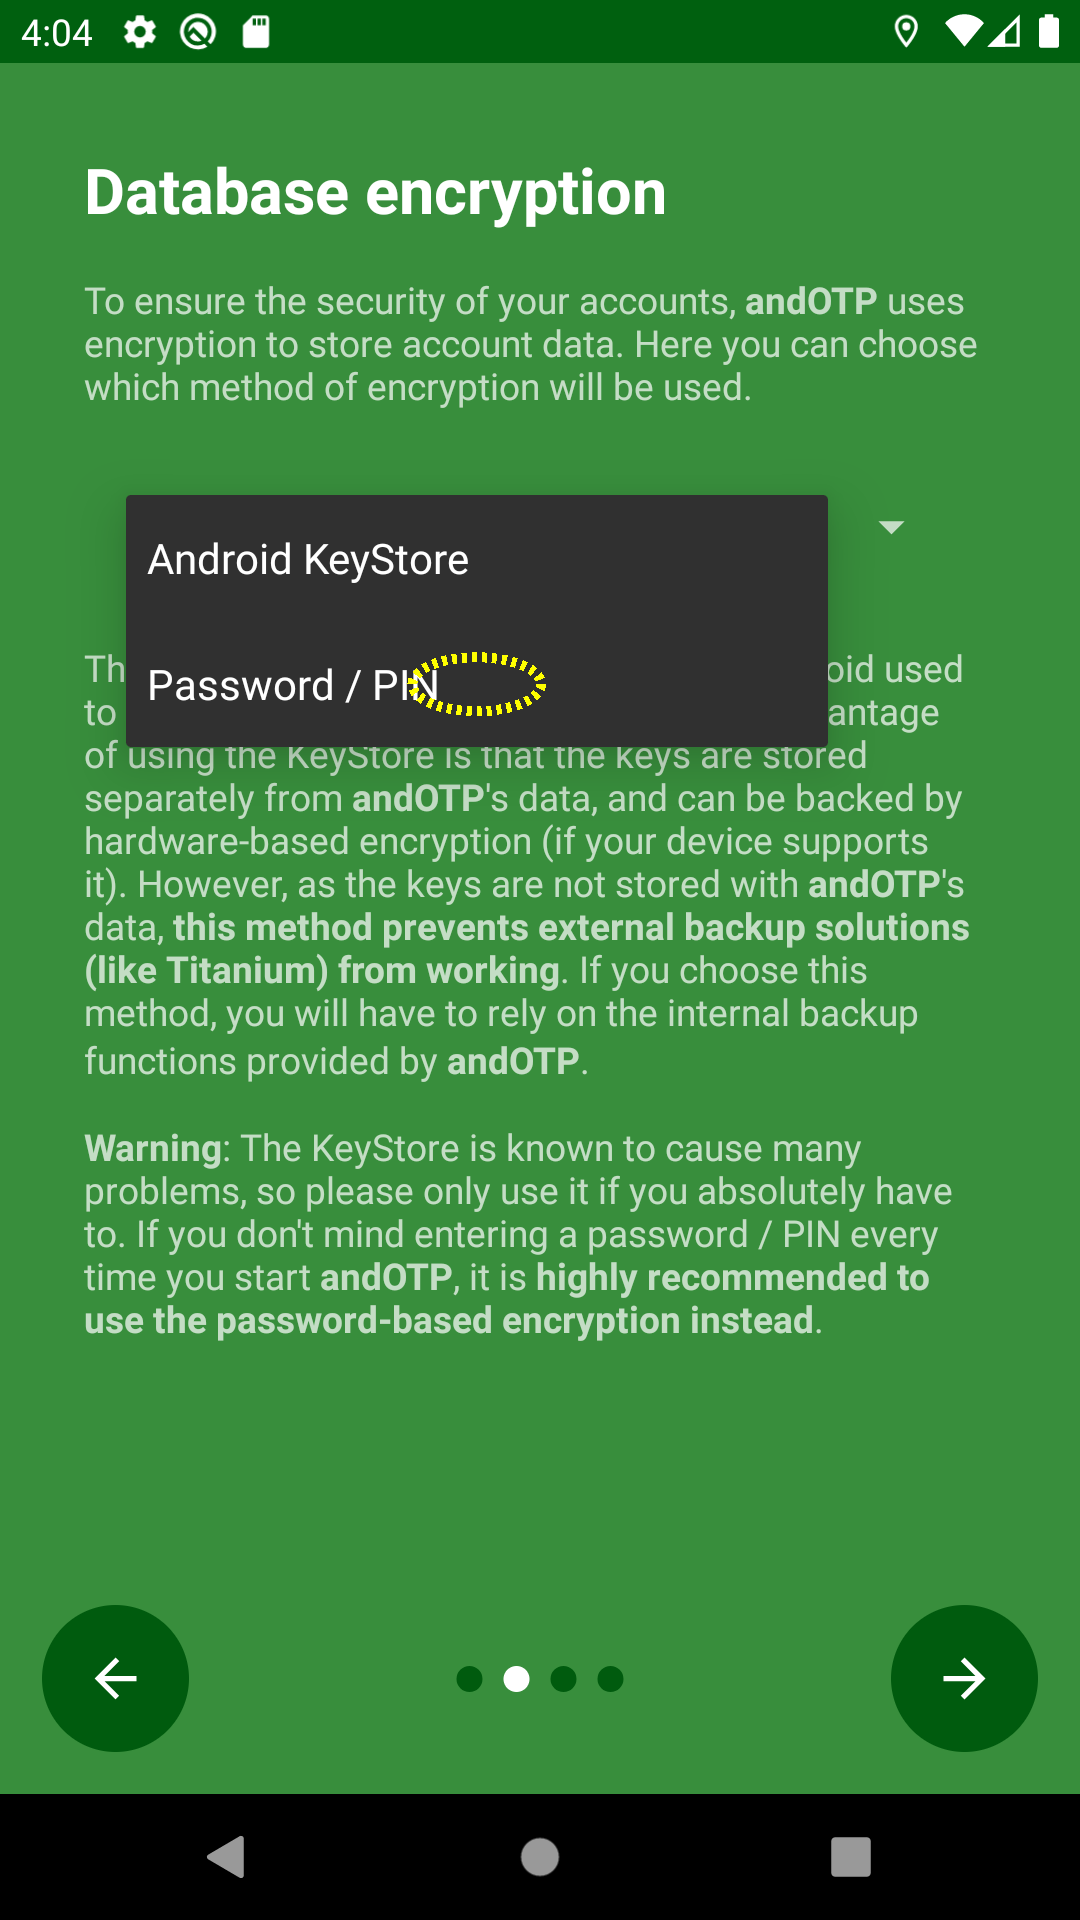 4:04
Database encryption
To ensure the security of your accounts, andOTP uses
encryption to store account data. Here you can choose
which method of encryption will be used.
Android KeyStore
Password / PIN
Th oid used
to antage
of using the KeyStore is that the keys are stored
separately from andOTP's data, and can be backed by
hardware-based encryption (if your device supports
it). However, as the keys are not stored with andOTP's
data, this method prevents external backup solutions
(like Titanium) from working. If you choose this
method, you will have to rely on the internal backup
functions provided by andOTP.
Warning: The KeyStore is known to cause many
problems, so please only use it if you absolutely have
to. If you don't mind entering a password / PIN every
time you start andOTP, it is highly recommended to
use the password-based encryption instead.